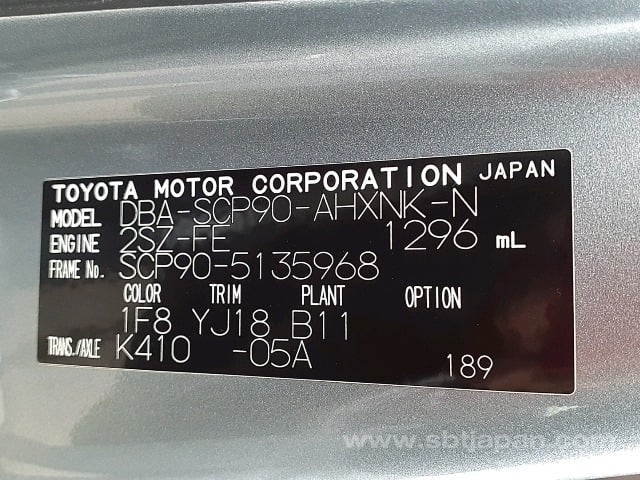 TOYOTA MOTOR CORPORATION JAPAN
MODEL DBA-SCP90-AHXNK-N
ENGINE 2SZ-FE 1296 mL
FRAME No. SCP90-5135968
COLOR TRIM PLANT OPTION
1F8 YJ18 B11
TRANS./AXLE K410 -05A
189
www.sbtjapan.com